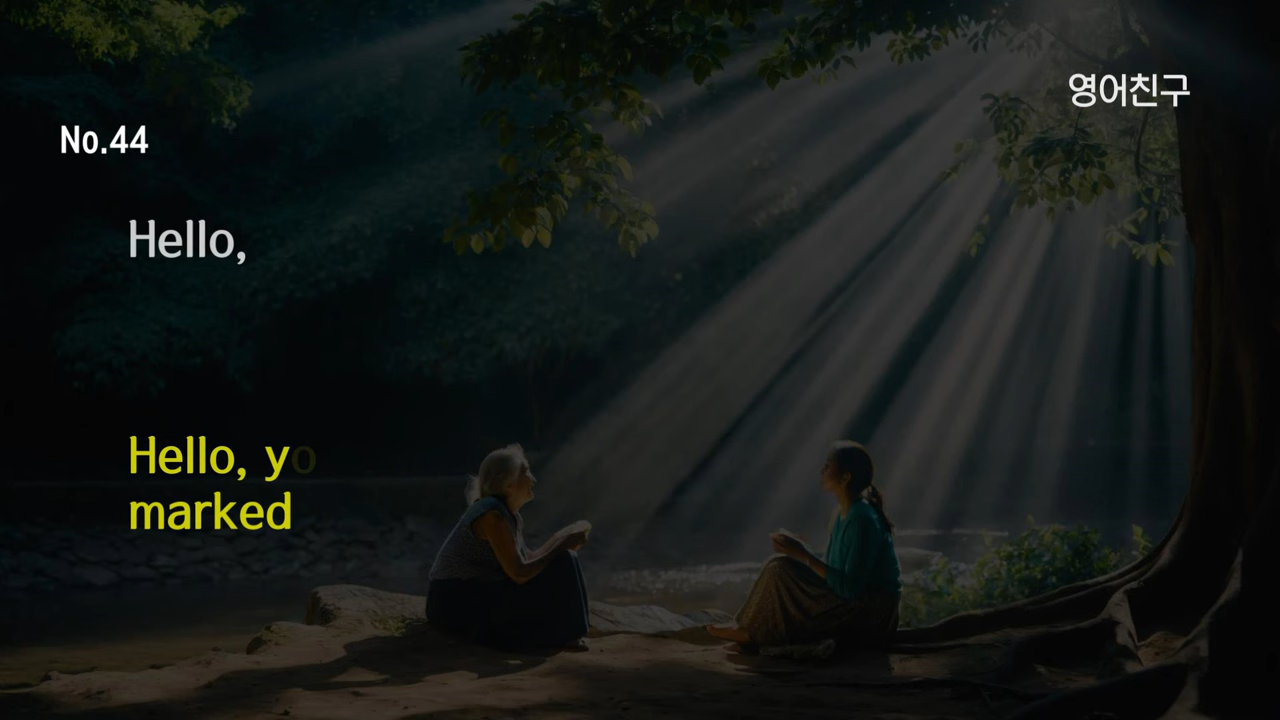 영어친구
No.44
Hello,
Hello, yo
marked